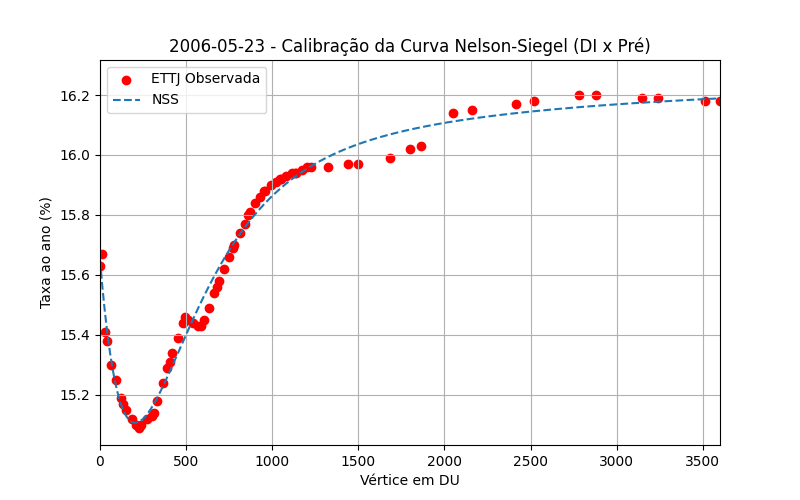 2006-05-23 - Calibração da Curva Nelson-Siegel (DI x Pré)
ETTJ Observada
NSS
Taxa ao ano (%)
16.2
16.0
15.8
15.6
15.4
15.2
0 500 1000 1500 2000 2500 3000 3500
Vértice em DU